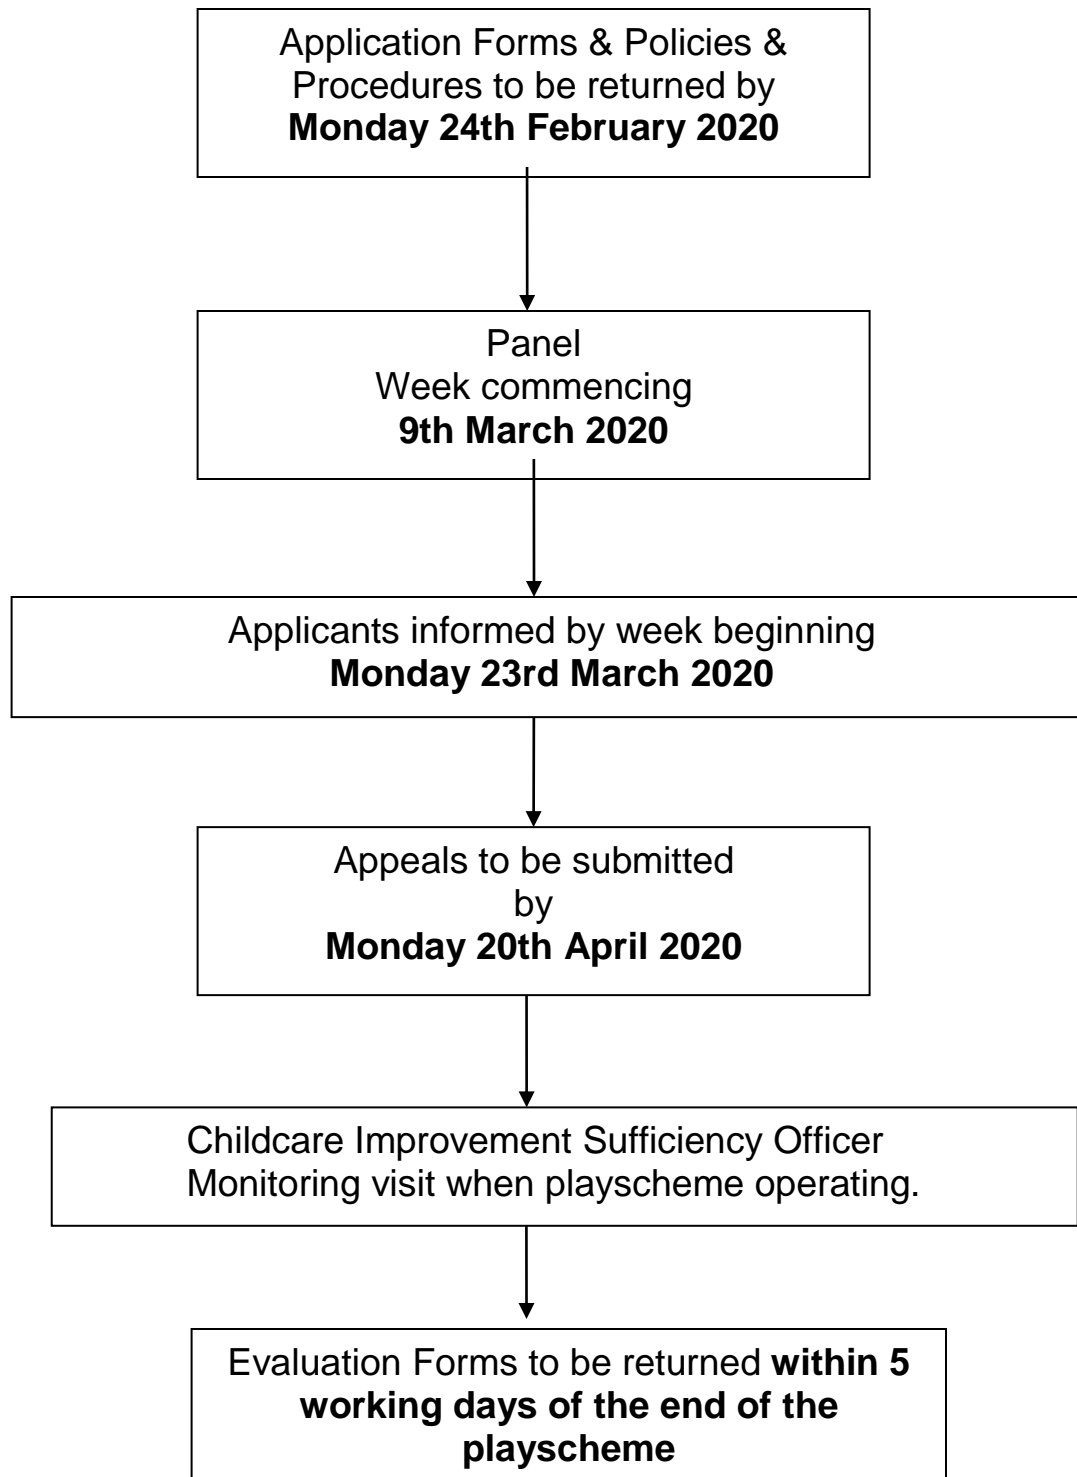 Application Forms & Policies &
Procedures to be returned by
Monday 24th February 2020
Panel
Week commencing
9th March 2020
Applicants informed by week beginning
Monday 23rd March 2020
Appeals to be submitted
by
Monday 20th April 2020
Childcare Improvement Sufficiency Officer
Monitoring visit when playscheme operating.
Evaluation Forms to be returned within 5
working days of the end of the
playscheme